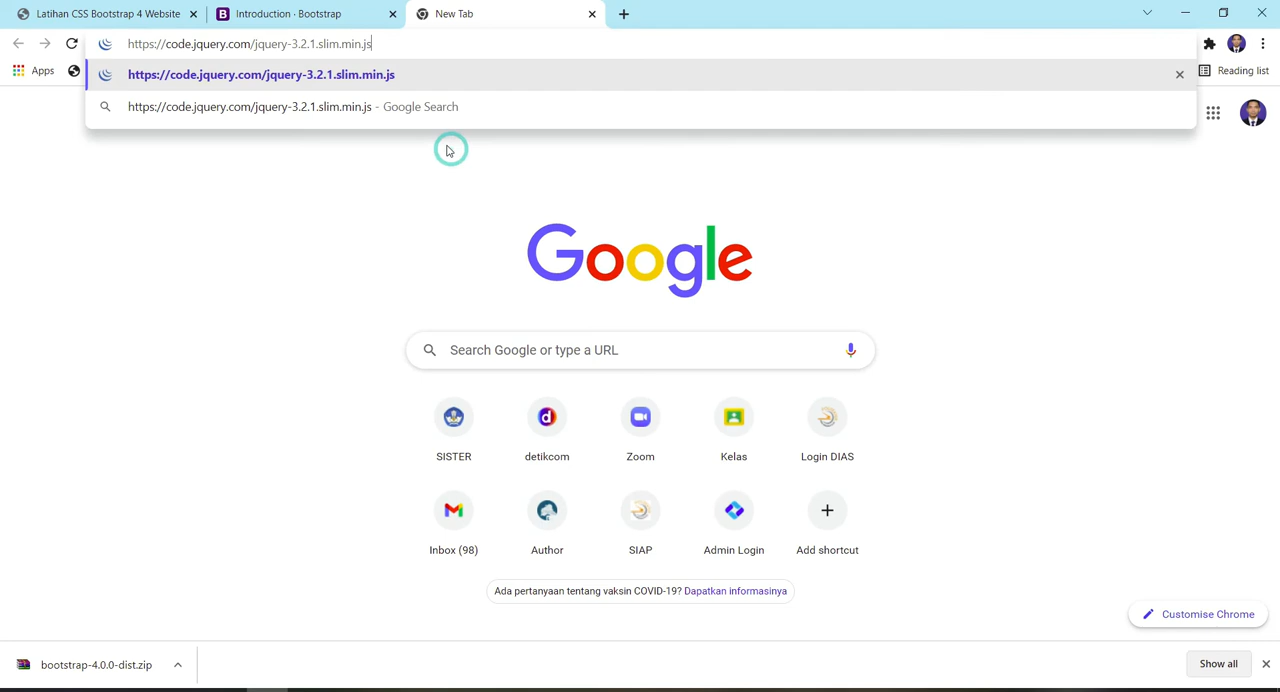 Latihan CSS Bootstrap 4 Website
Introduction · Bootstrap
New Tab
https://code.jquery.com/jquery-3.2.1.slim.min.js
Apps
Reading list
https://code.jquery.com/jquery-3.2.1.slim.min.js
https://code.jquery.com/jquery-3.2.1.slim.min.js - Google Search
Google
Search Google or type a URL
SISTER
detikcom
Zoom
Kelas
Login DIAS
Inbox (98)
Author
SIAP
Admin Login
Add shortcut
Ada pertanyaan tentang vaksin COVID-19? Dapatkan informasinya
Customise Chrome
bootstrap-4.0.0-dist.zip
Show all